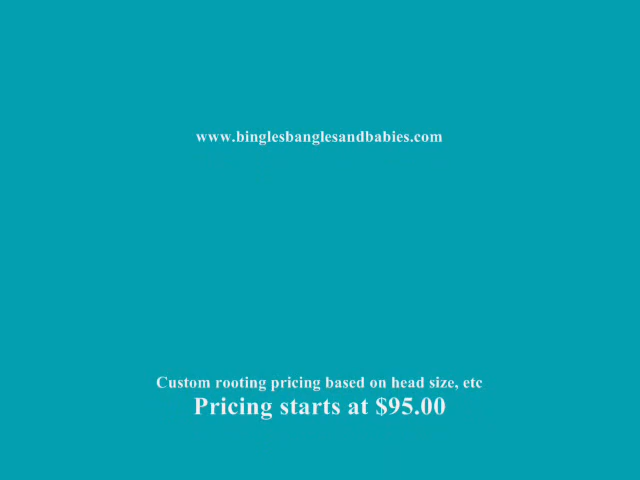 www.binglesbanglesandbabies.com
Custom rooting pricing based on head size, etc
Pricing starts at $95.00